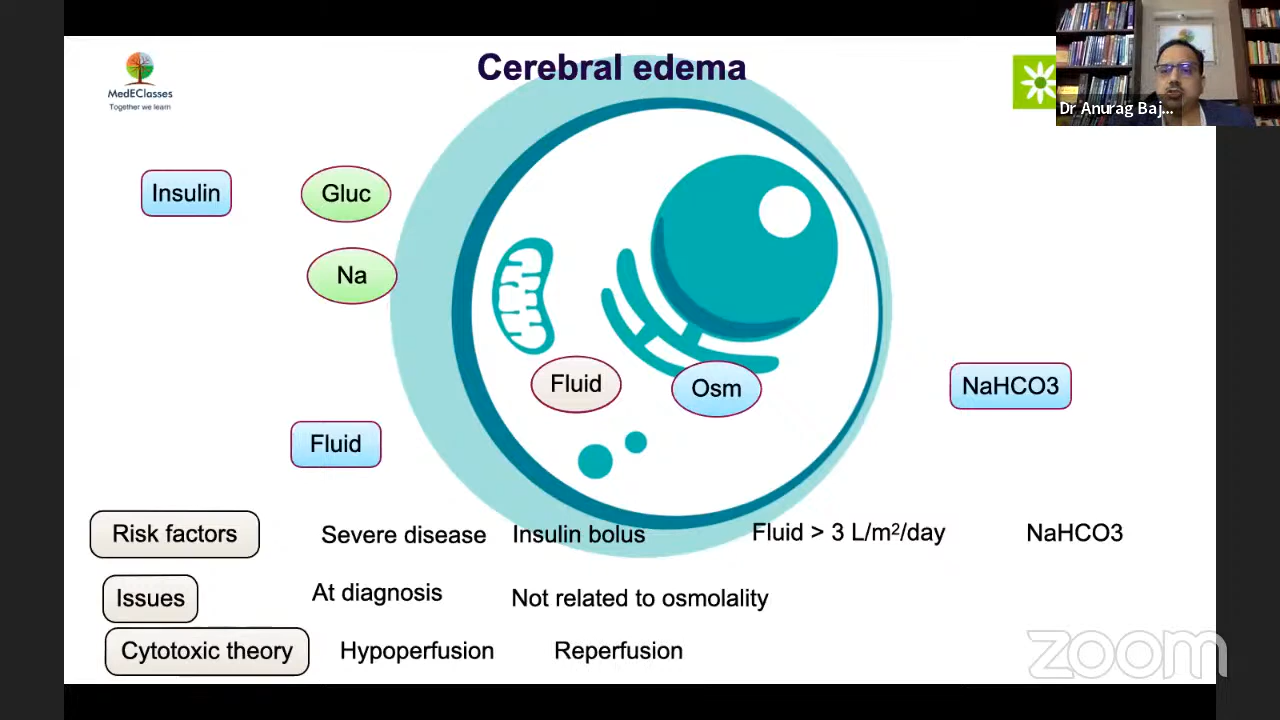 Cerebral edema
MedEClasses
Together we learn
Dr Anurag Baj...
Insulin
Gluc
Na
Fluid
Osm
NaHCO3
Fluid
Risk factors
Severe disease
Insulin bolus
Fluid > 3 L/m²/day
NaHCO3
Issues
At diagnosis
Not related to osmolality
Cytotoxic theory
Hypoperfusion
Reperfusion
zoom